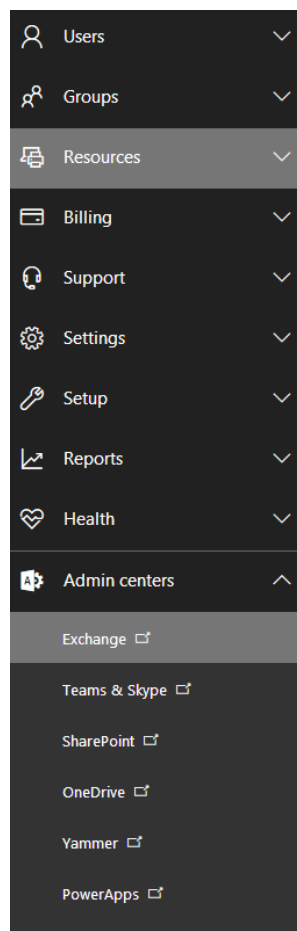 Users
Groups
Resources
Billing
Support
Settings
Setup
Reports
Health
Admin centers
Exchange
Teams & Skype
SharePoint
OneDrive
Yammer
PowerApps